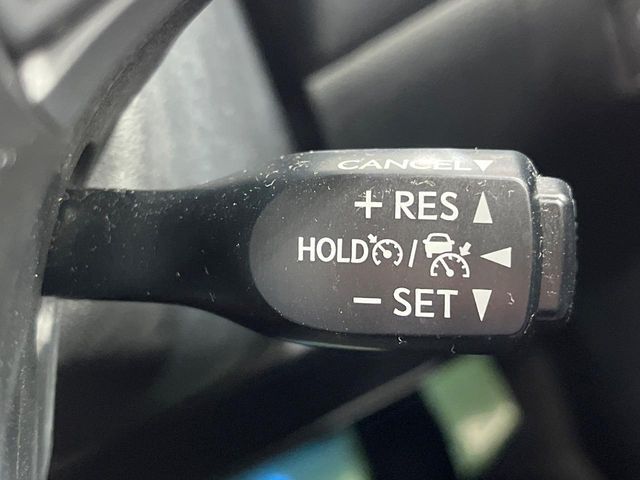 CANCEL▼
+ RES ▲
HOLD / ◀
− SET ▼